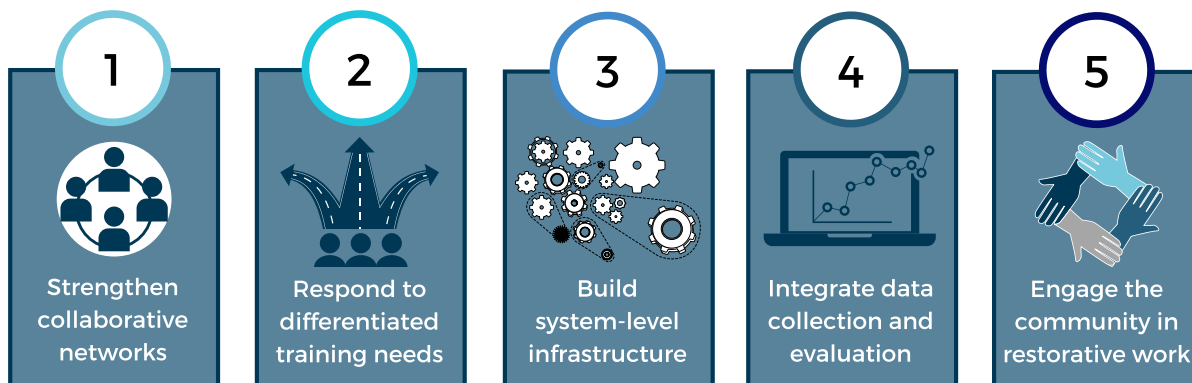 1
Strengthen
collaborative
networks
2
Respond to
differentiated
training needs
3
Build
system-level
infrastructure
4
Integrate data
collection and
evaluation
5
Engage the
community in
restorative work